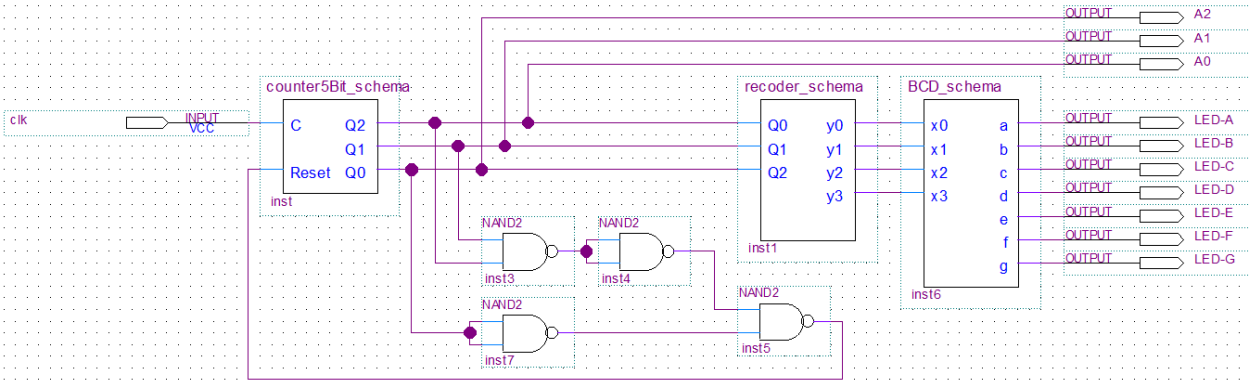 OUTPUT A2
OUTPUT A1
OUTPUT A0
counter5Bit_schema
recoder_schema
BCD_schema
clk
INPUT
VCC
C Q2
Q1
Reset Q0
inst
Q0 y0
Q1 y1
Q2 y2
y3
inst1
x0 a
x1 b
x2 c
x3 d
e
f
g
inst6
OUTPUT LED-A
OUTPUT LED-B
OUTPUT LED-C
OUTPUT LED-D
OUTPUT LED-E
OUTPUT LED-F
OUTPUT LED-G
NAND2
inst3
NAND2
inst4
NAND2
inst7
NAND2
inst5